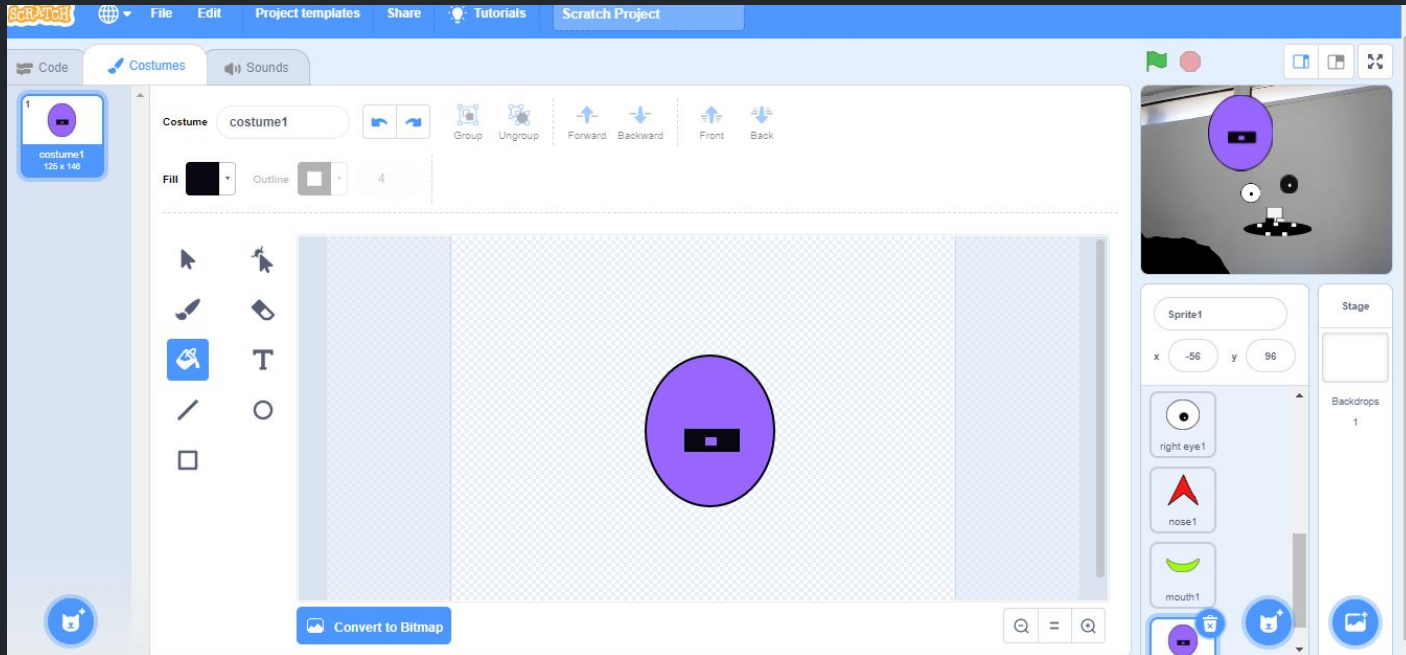 SCRATCH File Edit Project templates Share Tutorials Scratch Project
Code Costumes Sounds
1
costume1
125 x 146
Costume costume1
Group Ungroup Forward Backward Front Back
Fill Outline 4
Convert to Bitmap
Sprite1
x -56 y 96
right eye1
nose1
mouth1
Stage
Backdrops
1